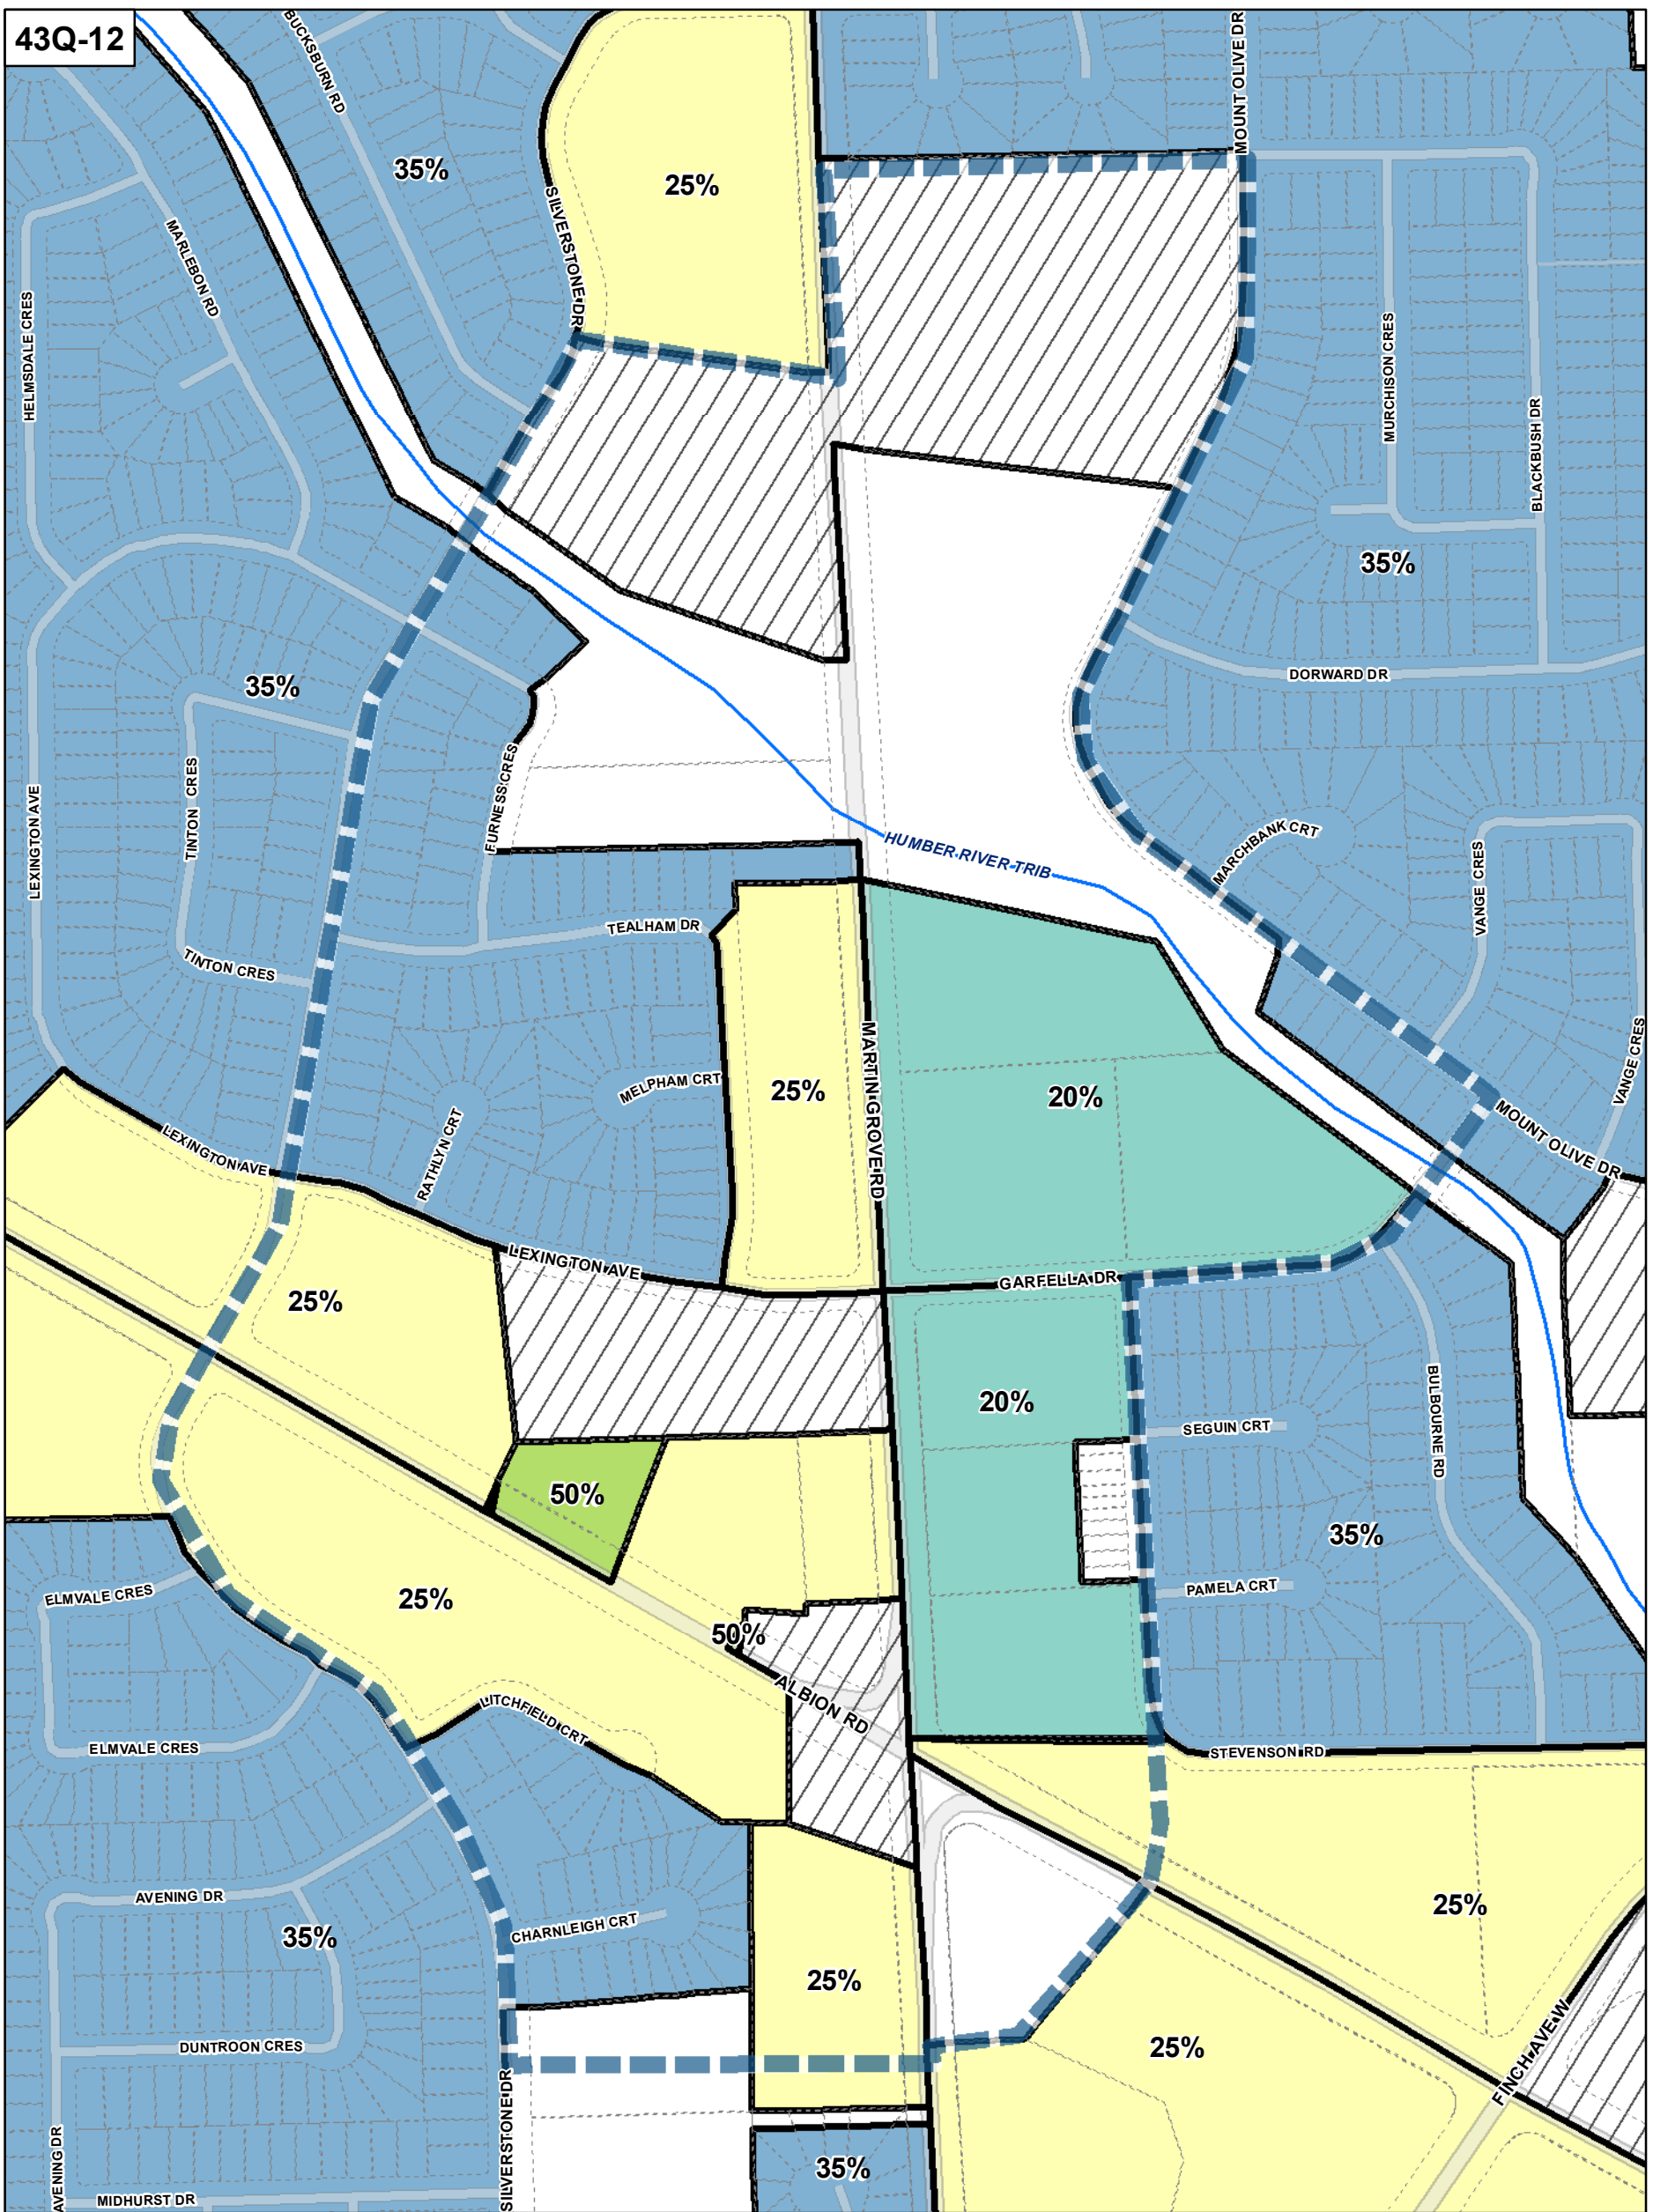 43Q-12
BUCKSBURN RD
MOUNT OLIVE DR
35%
25%
SILVERSTONE DR
MARLEBON RD
HELMSDALE CRES
MURCHISON CRES
BLACKBUSH DR
35%
DORWARD DR
35%
TINTON CRES
LEXINGTON AVE
FURNESS CRES
HUMBER RIVER TRIB
MARCHBANK CRT
VANGE CRES
TEALHAM DR
TINTON CRES
MARTIN GROVE RD
VANGE CRES
MELPHAM CRT
25%
20%
MOUNT OLIVE DR
RATHLYN CRT
LEXINGTON AVE
LEXINGTON AVE
GARFELLA DR
25%
20%
SEGUIN CRT
BULBOURNE RD
50%
35%
PAMELA CRT
ELMVALE CRES
25%
50%
ALBION RD
LITCHFIELD CRT
ELMVALE CRES
STEVENSON RD
AVENING DR
25%
35%
CHARNLEIGH CRT
25%
DUNTROON CRES
25%
FINCH AVE W
SILVERSTONE DR
AVENING DR
35%
MIDHURST DR